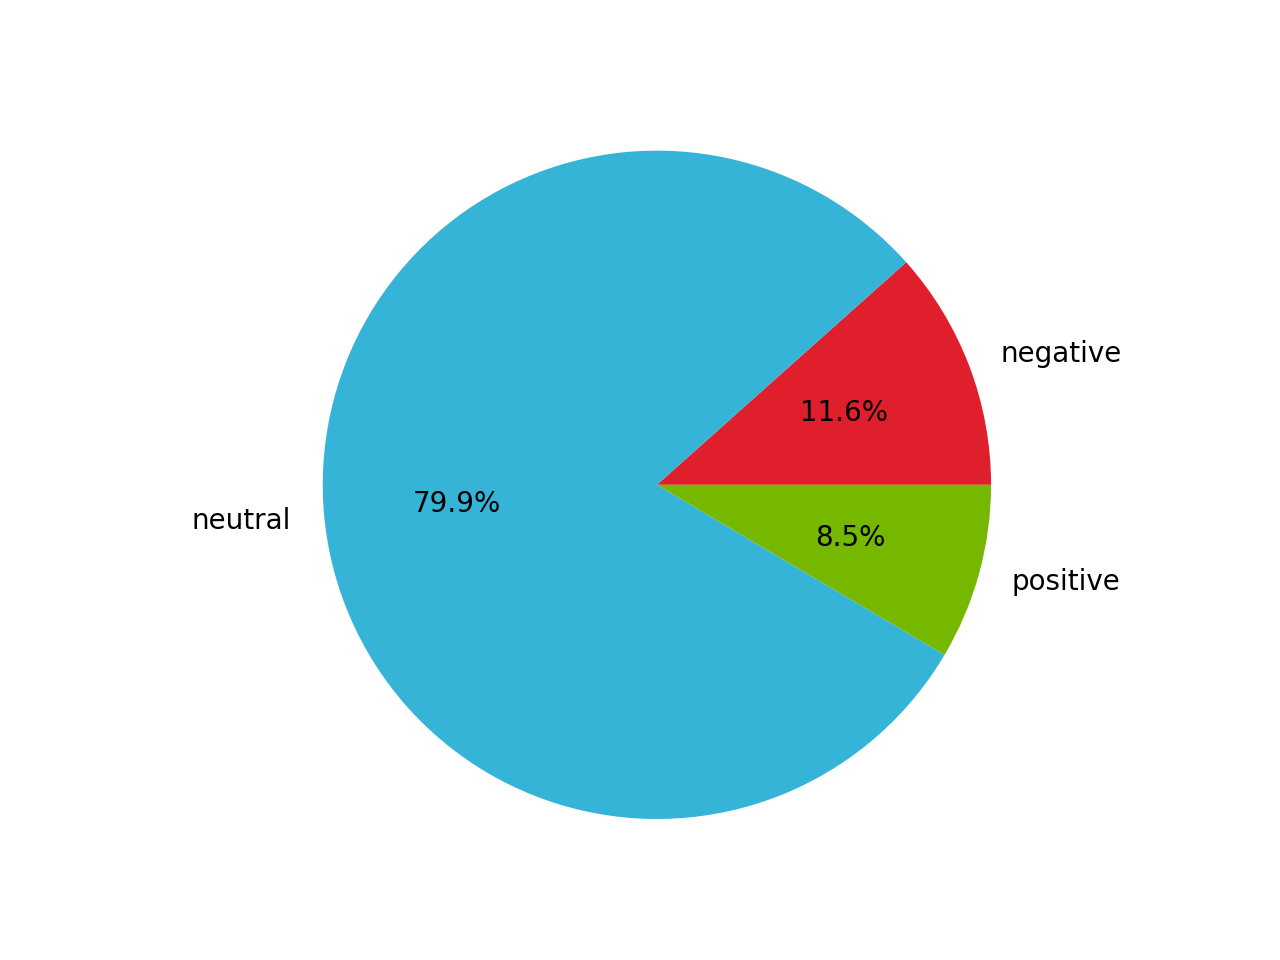 negative
11.6%
79.9%
neutral
8.5%
positive